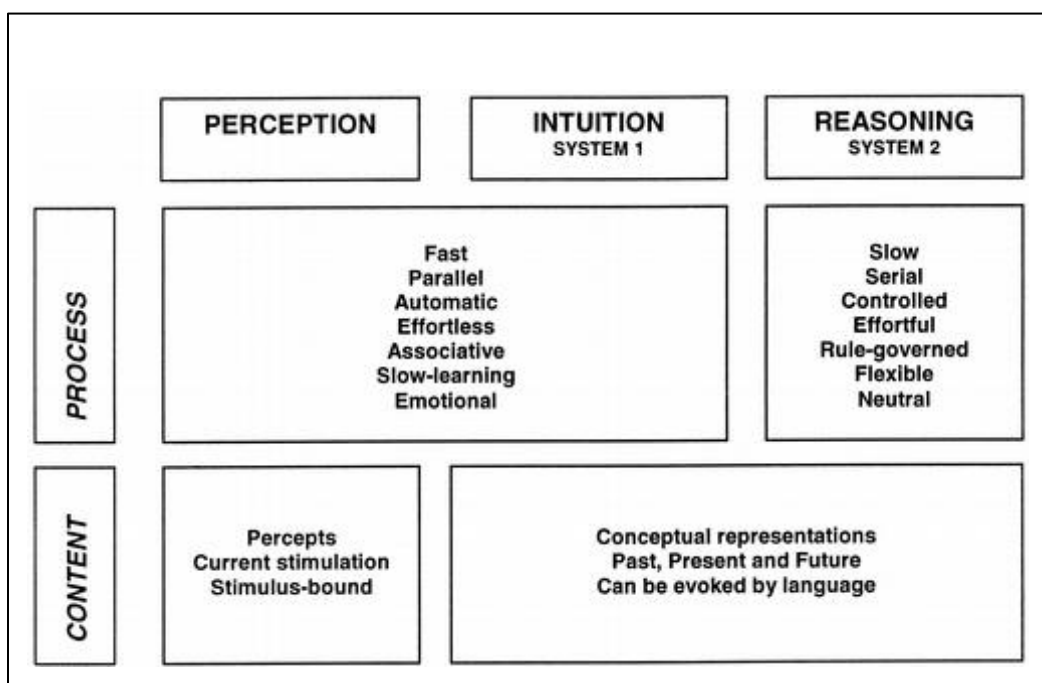 PERCEPTION
INTUITION
SYSTEM 1
REASONING
SYSTEM 2
PROCESS
Fast
Parallel
Automatic
Effortless
Associative
Slow-learning
Emotional
Slow
Serial
Controlled
Effortful
Rule-governed
Flexible
Neutral
CONTENT
Percepts
Current stimulation
Stimulus-bound
Conceptual representations
Past, Present and Future
Can be evoked by language